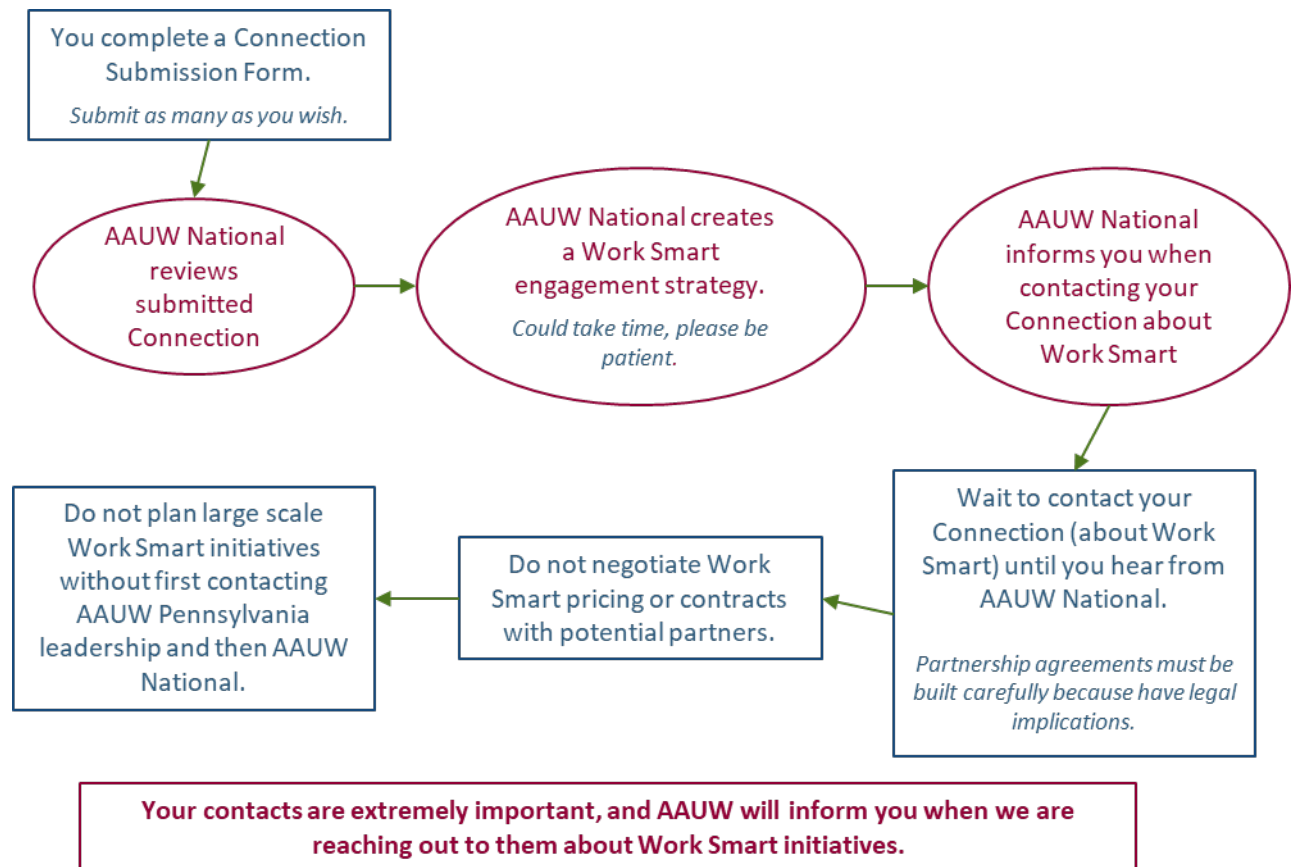 You complete a Connection
Submission Form.
Submit as many as you wish.
AAUW National
reviews
submitted
Connection
AAUW National creates
a Work Smart
engagement strategy.
Could take time, please be
patient.
AAUW National
informs you when
contacting your
Connection about
Work Smart
Wait to contact your
Connection (about Work
Smart) until you hear from
AAUW National.
Partnership agreements must be
built carefully because have legal
implications.
Do not negotiate Work
Smart pricing or contracts
with potential partners.
Do not plan large scale
Work Smart initiatives
without first contacting
AAUW Pennsylvania
leadership and then AAUW
National.
Your contacts are extremely important, and AAUW will inform you when we are
reaching out to them about Work Smart initiatives.